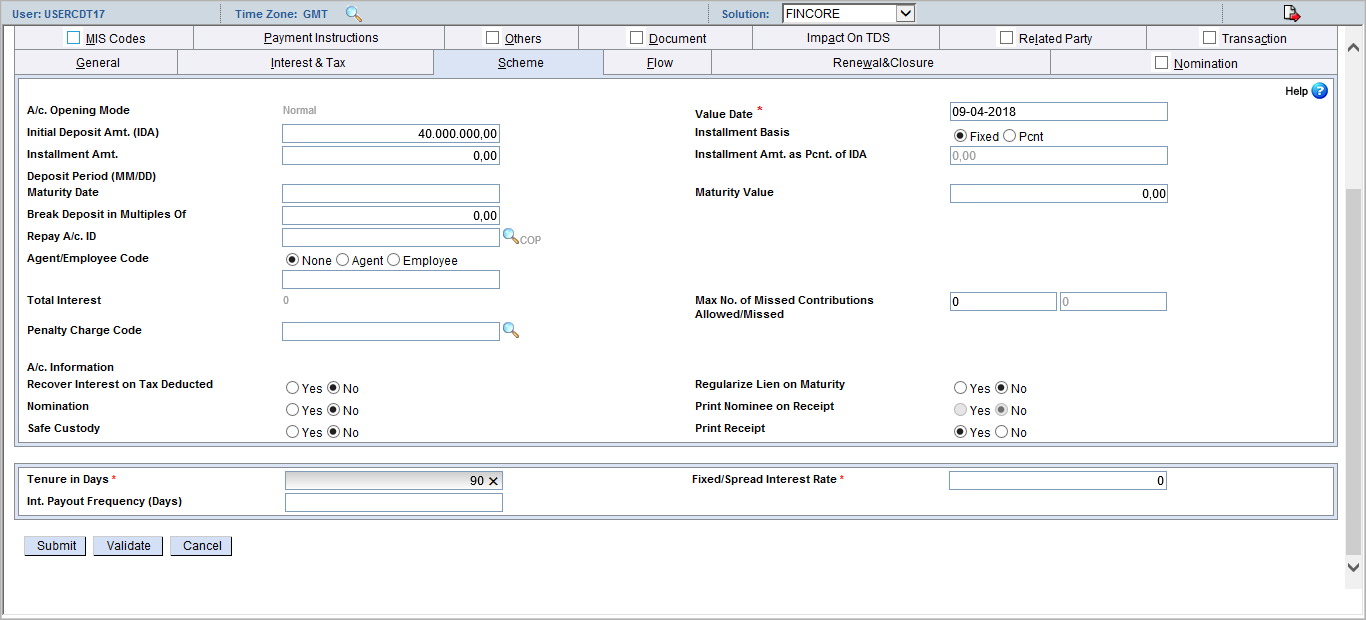 User: USERCDT17 Time Zone: GMT Solution: FINCORE
MIS Codes Payment Instructions Others Document Impact On TDS Related Party Transaction
General Interest & Tax Scheme Flow Renewal&Closure Nomination
Help ?
A/c. Opening Mode Normal Value Date * 09-04-2018
Initial Deposit Amt. (IDA) 40.000.000,00 Installment Basis Fixed Pcnt
Installment Amt. 0,00 Installment Amt. as Pcnt. of IDA 0,00
Deposit Period (MM/DD)
Maturity Date Maturity Value 0,00
Break Deposit in Multiples Of 0,00
Repay A/c. ID COP
Agent/Employee Code None Agent Employee
Total Interest 0 Max No. of Missed Contributions 0 0
Allowed/Missed
Penalty Charge Code
A/c. Information
Recover Interest on Tax Deducted Yes No Regularize Lien on Maturity Yes No
Nomination Yes No Print Nominee on Receipt Yes No
Safe Custody Yes No Print Receipt Yes No
Tenure in Days * 90 Fixed/Spread Interest Rate * 0
Int. Payout Frequency (Days)
Submit Validate Cancel